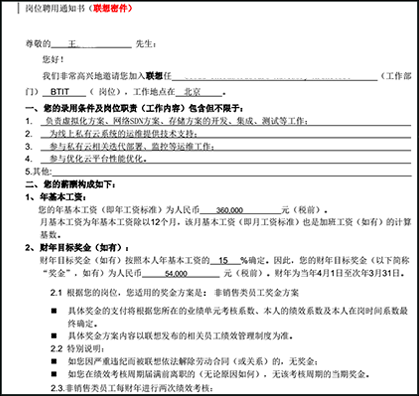 岗位聘用通知书（联想密件）
尊敬的 王 先生：
您好！
我们非常高兴地邀请您加入联想任 （工作部
门） BTIT （ 岗位），工作地点在 北京 。
一、您的录用条件及岗位职责（工作内容）包含但不限于：
1. 负责虚拟化方案、网络SDN方案、存储方案的开发、集成、测试等工作；
2. 为线上私有云系统的运维提供技术支持；
3. 参与私有云相关迭代部署、监控等运维工作；
4. 参与优化云平台性能优化。
5.其他:
二、您的薪酬构成如下：
1、年基本工资：
您的年基本工资（即年工资标准）为人民币 360,000 元（税前）。
月基本工资为年基本工资除以12个月，该月基本工资（即月工资标准）也是加班工资（如有）的计算
基数。
2、财年目标奖金（如有）：
财年目标奖金（如有）按照本人年基本工资的 15 %确定。因此，您的财年目标奖金（以下简称
“奖金”，如有）为人民币 54,000 元（税前）。财年为当年4月1日至次年3月31日。
2.1 根据您的岗位，您适用的奖金方案是：非销售类员工奖金方案
■ 具体奖金的支付将根据您所在的业绩单元考核系数、本人的绩效系数及本人在岗时间系数最
终确定。
■ 具体奖金方案内容以联想发布的相关员工绩效管理制度为准。
2.2 特别说明：
■ 如您因严重违纪而被联想依法解除劳动合同（或关系）的，无奖金；
■ 如您在绩效考核周期届满前离职的（无论原因如何），无该考核周期的当期奖金。
2.3.非销售类员工每财年进行两次绩效考核：